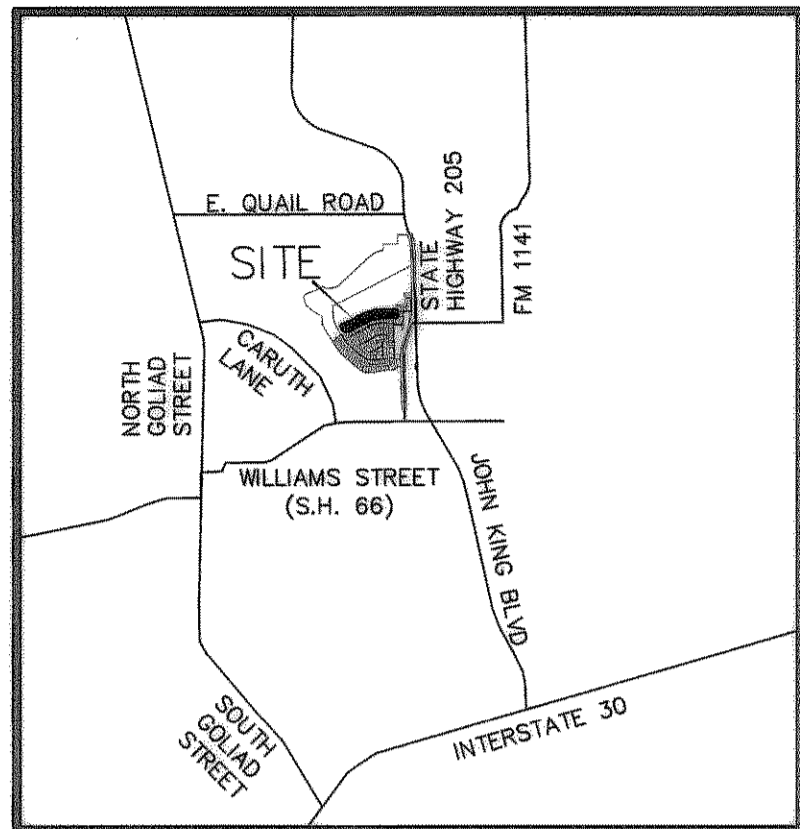 E. QUAIL ROAD
SITE
STATE
HIGHWAY 205
FM 1141
CARUTH
LANE
NORTH
GOLIAD
STREET
WILLIAMS STREET
(S.H. 66)
JOHN KING BLVD
SOUTH
GOLIAD
STREET
INTERSTATE 30